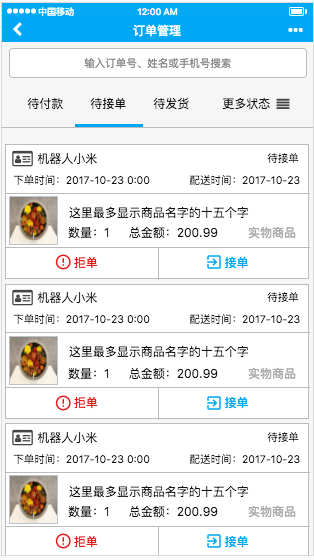 中国移动 12:00 AM
订单管理
输入订单号、姓名或手机号搜索
待付款 待接单 待发货 更多状态
机器人小米 待接单
下单时间：2017-10-23 0:00 配送时间：2017-10-23
这里最多显示商品名字的十五个字
数量：1 总金额：200.99 实物商品
拒单 接单
机器人小米 待接单
下单时间：2017-10-23 0:00 配送时间：2017-10-23
这里最多显示商品名字的十五个字
数量：1 总金额：200.99 实物商品
拒单 接单
机器人小米 待接单
下单时间：2017-10-23 0:00 配送时间：2017-10-23
这里最多显示商品名字的十五个字
数量：1 总金额：200.99 实物商品
拒单 接单